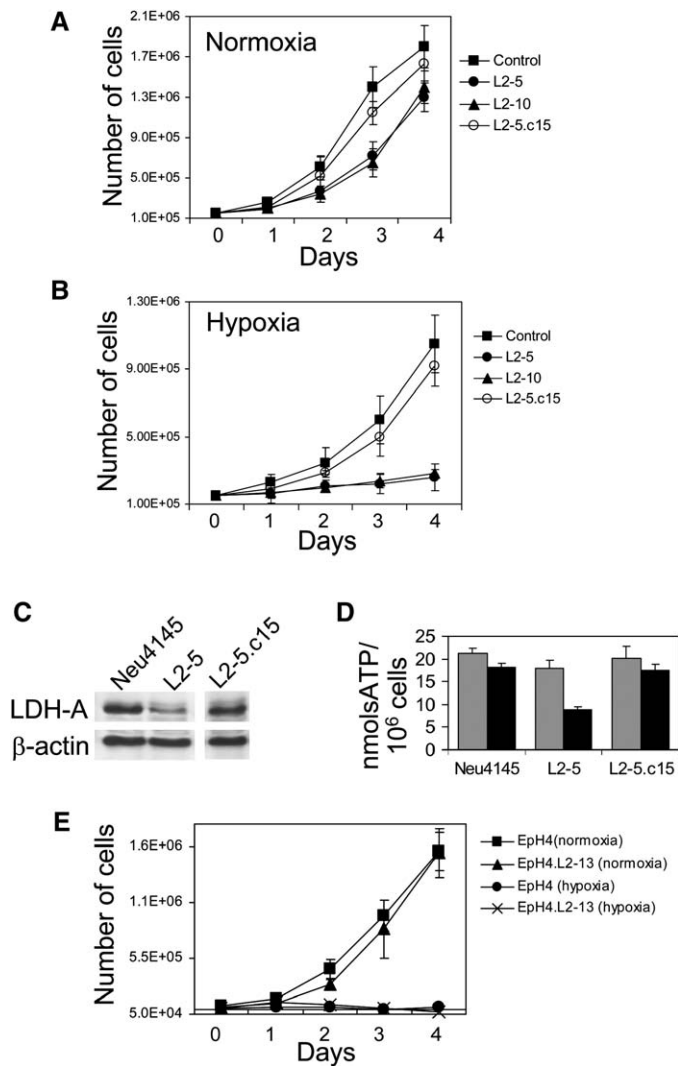 A
Number of cells
2.1E+06
1.7E+06
1.3E+06
9.0E+05
5.0E+05
1.0E+05
Normoxia
0 1 2 3 4
Days
Control
L2-5
L2-10
L2-5.c15
B
Number of cells
1.30E+06
9.00E+05
5.00E+05
1.00E+05
Hypoxia
0 1 2 3 4
Days
Control
L2-5
L2-10
L2-5.c15
C
Neu4145
L2-5
L2-5.c15
LDH-A
β-actin
D
nmolsATP/
10⁶ cells
25
20
15
10
5
0
Neu4145 L2-5 L2-5.c15
E
Number of cells
1.6E+06
1.1E+06
5.5E+05
5.0E+04
0 1 2 3 4
Days
EpH4(normoxia)
EpH4.L2-13 (normoxia)
EpH4 (hypoxia)
EpH4.L2-13 (hypoxia)